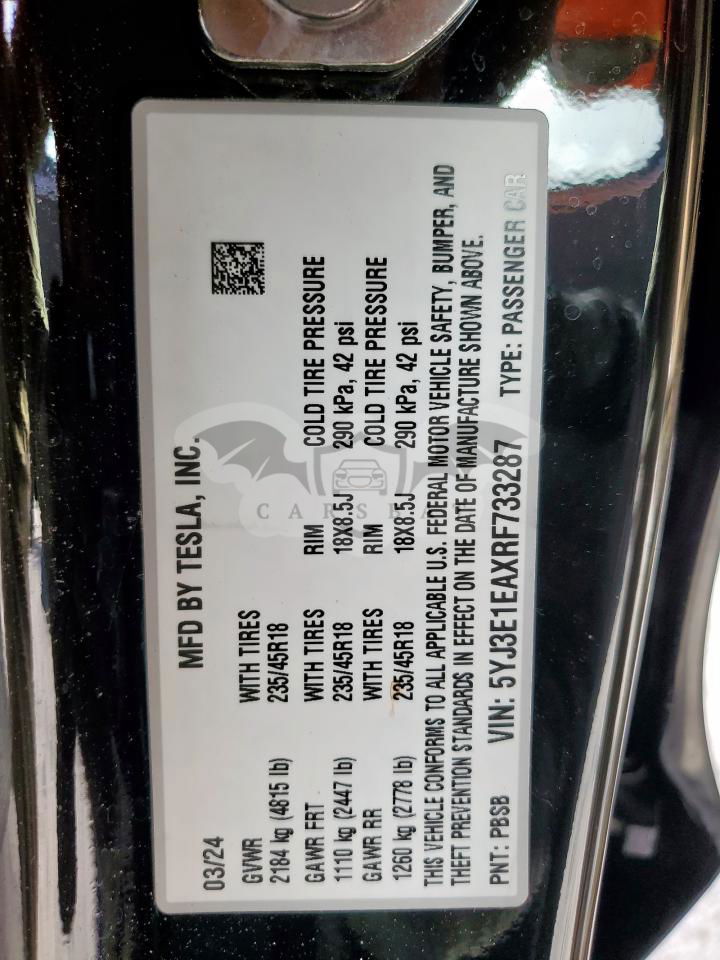 MFD BY TESLA, INC.
03/24
GVWR WITH TIRES
2184 kg (4815 lb) 235/45R18
GAWR FRT WITH TIRES RIM COLD TIRE PRESSURE
1110 kg (2447 lb) 235/45R18 18X8.5J 290 kPa, 42 psi
GAWR RR WITH TIRES RIM COLD TIRE PRESSURE
1260 kg (2778 lb) 235/45R18 18X8.5J 290 kPa, 42 psi
THIS VEHICLE CONFORMS TO ALL APPLICABLE U.S. FEDERAL MOTOR VEHICLE SAFETY, BUMPER, AND
THEFT PREVENTION STANDARDS IN EFFECT ON THE DATE OF MANUFACTURE SHOWN ABOVE.
PNT: PBSB VIN: 5YJ3E1EAXRF733287 TYPE: PASSENGER CAR